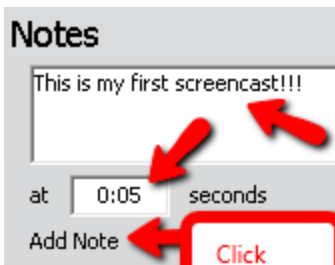 Notes
This is my first screencast!!!
at 0:05 seconds
Add Note
Click